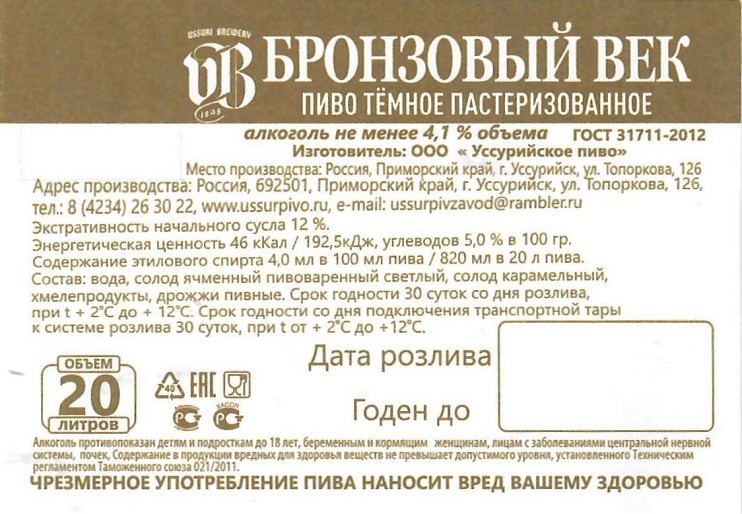 USSURI BREWERY
УВ
1895
БРОНЗОВЫЙ ВЕК
ПИВО ТЁМНОЕ ПАСТЕРИЗОВАННОЕ
алкоголь не менее 4,1 % объема ГОСТ 31711-2012
Изготовитель: ООО « Уссурийское пиво»
Место производства: Россия, Приморский край, г. Уссурийск, ул. Топоркова, 126
Адрес производства: Россия, 692501, Приморский край, г. Уссурийск, ул. Топоркова, 126,
тел.: 8 (4234) 26 30 22, www.ussurpivo.ru, e-mail: ussurpivzavod@rambler.ru
Экстративность начального сусла 12 %.
Энергетическая ценность 46 кКал / 192,5кДж, углеводов 5,0 % в 100 гр.
Содержание этилового спирта 4,0 мл в 100 мл пива / 820 мл в 20 л пива.
Состав: вода, солод ячменный пивоваренный светлый, солод карамельный,
хмелепродукты, дрожжи пивные. Срок годности 30 суток со дня розлива,
при t + 2°С до + 12°С. Срок годности со дня подключения транспортной тары
к системе розлива 30 суток, при t от + 2°С до +12°С.
Дата розлива
Годен до
ОБЪЕМ
20
ЛИТРОВ
40
ЕАС
РСТ
ХАССП
РСТ
Алкоголь противопоказан детям и подросткам до 18 лет, беременным и кормящим женщинам, лицам с заболеваниями центральной нервной
системы, почек, Содержание в продукции вредных для здоровья веществ не превышает допустимого уровня, установленного Техническим
регламентом Таможенного союза 021/2011.
ЧРЕЗМЕРНОЕ УПОТРЕБЛЕНИЕ ПИВА НАНОСИТ ВРЕД ВАШЕМУ ЗДОРОВЬЮ